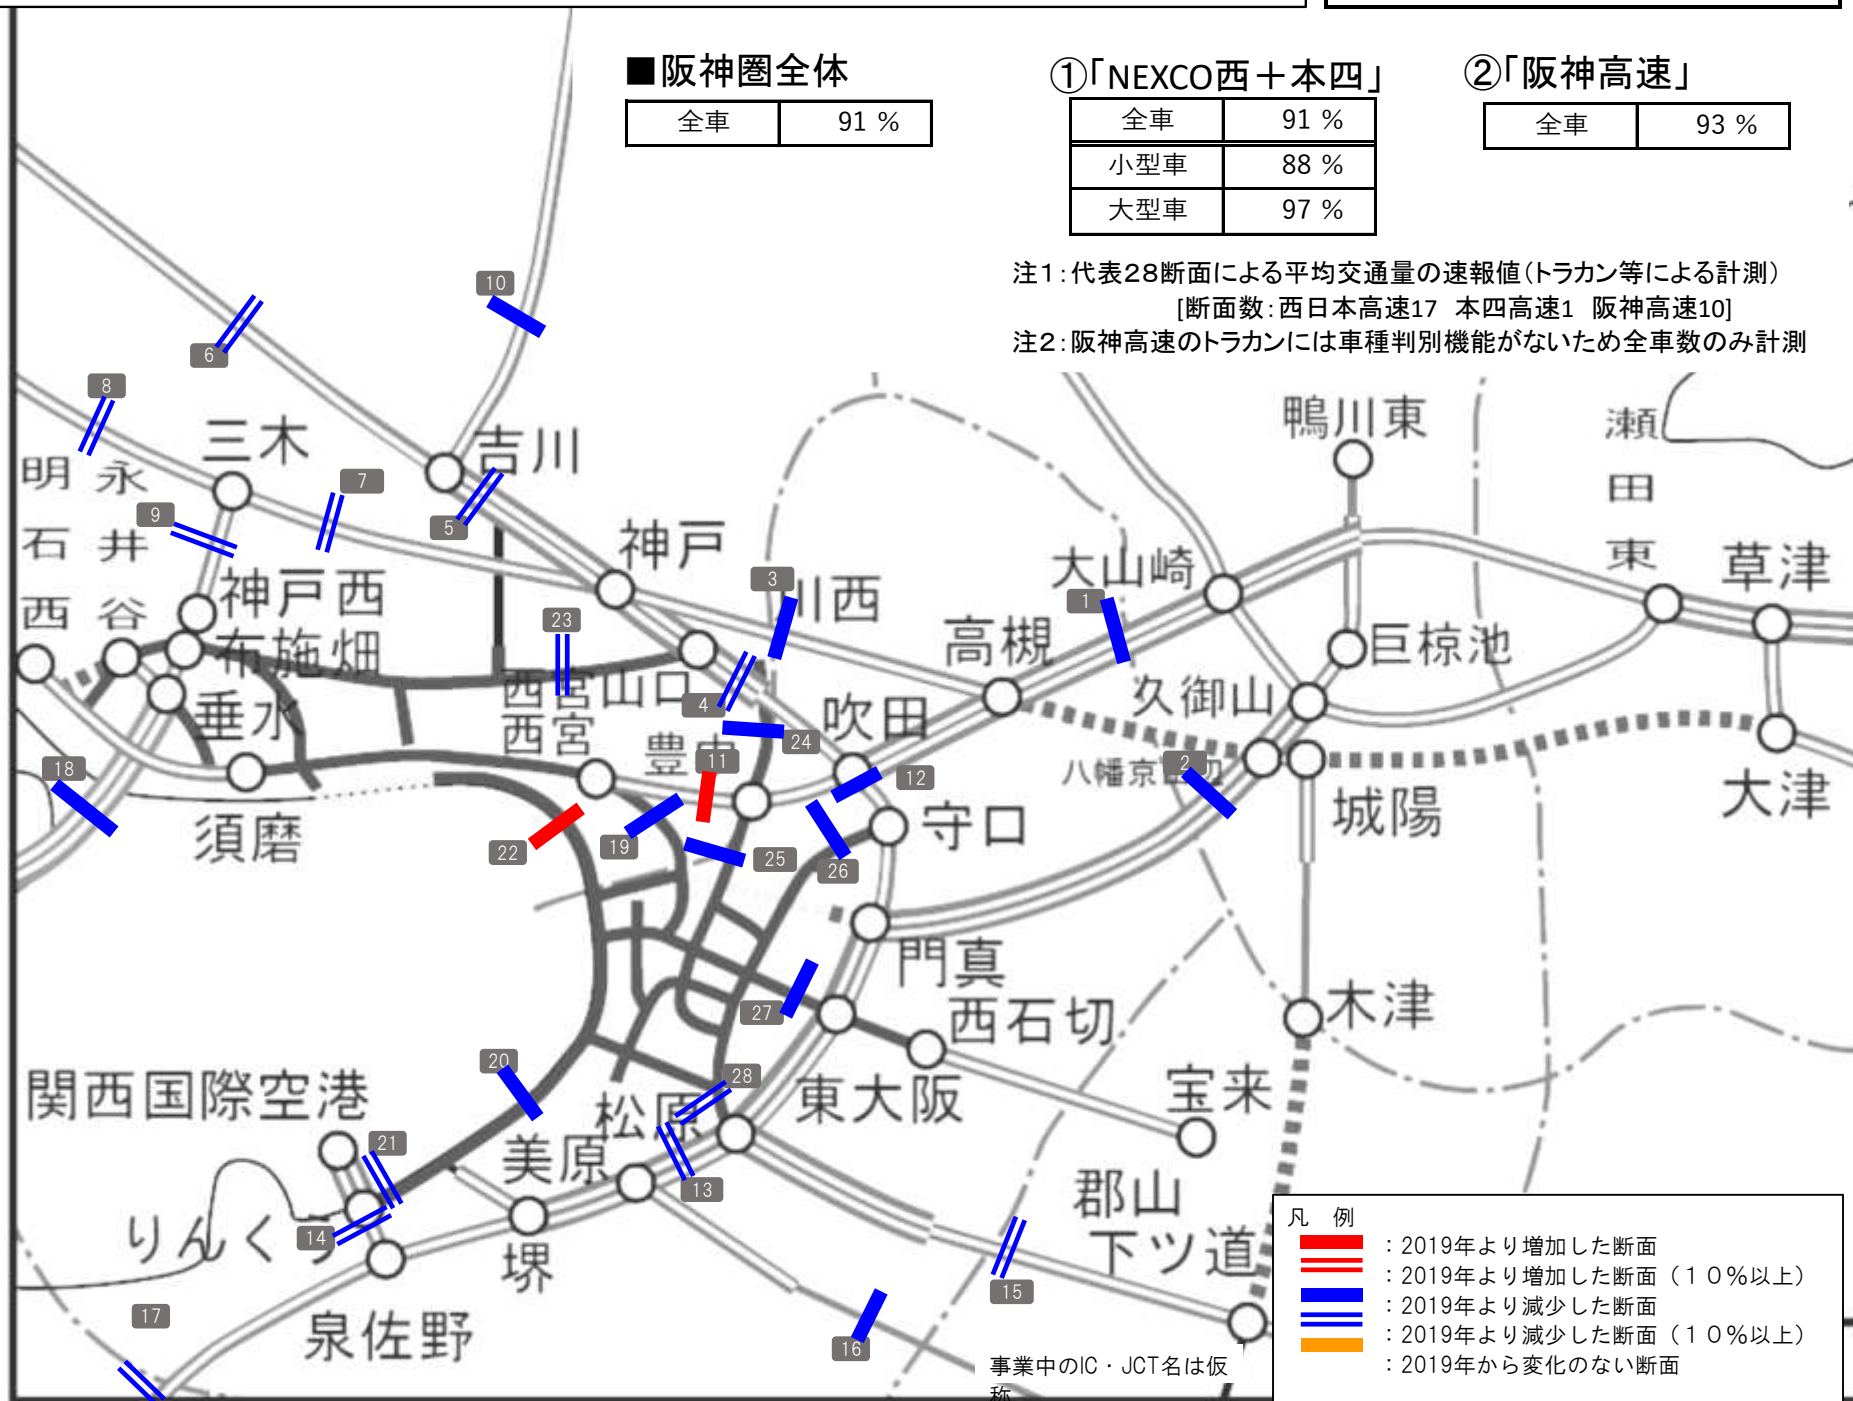 ■阪神圏全体
全車 91 %
①「NEXCO西＋本四」
全車 91 %
小型車 88 %
大型車 97 %
②「阪神高速」
全車 93 %
注1：代表28断面による平均交通量の速報値（トラカン等による計測）
[断面数：西日本高速17 本四高速1 阪神高速10]
注2：阪神高速のトラカンには車種判別機能がないため全車数のみ計測
10
6
8
三木
吉川
鴨川東
瀬田東
明石西
永井谷
7
9
5
神戸
大山崎
草津
神戸西
3
川西
1
23
布施畑
高槻
巨椋池
西宮山口
4
久御山
垂水
西宮
吹田
24
豊中
11
12
八幡京田辺
2
18
大津
須磨
城陽
守口
22
19
25
26
門真
27
西石切
木津
20
28
関西国際空港
松原
東大阪
宝来
21
美原
13
郡山
りんくう
14
下ツ道
堺
15
17
泉佐野
16
事業中のIC・JCT名は仮
称
凡 例
：2019年より増加した断面
：2019年より増加した断面（１０％以上）
：2019年より減少した断面
：2019年より減少した断面（１０％以上）
：2019年から変化のない断面